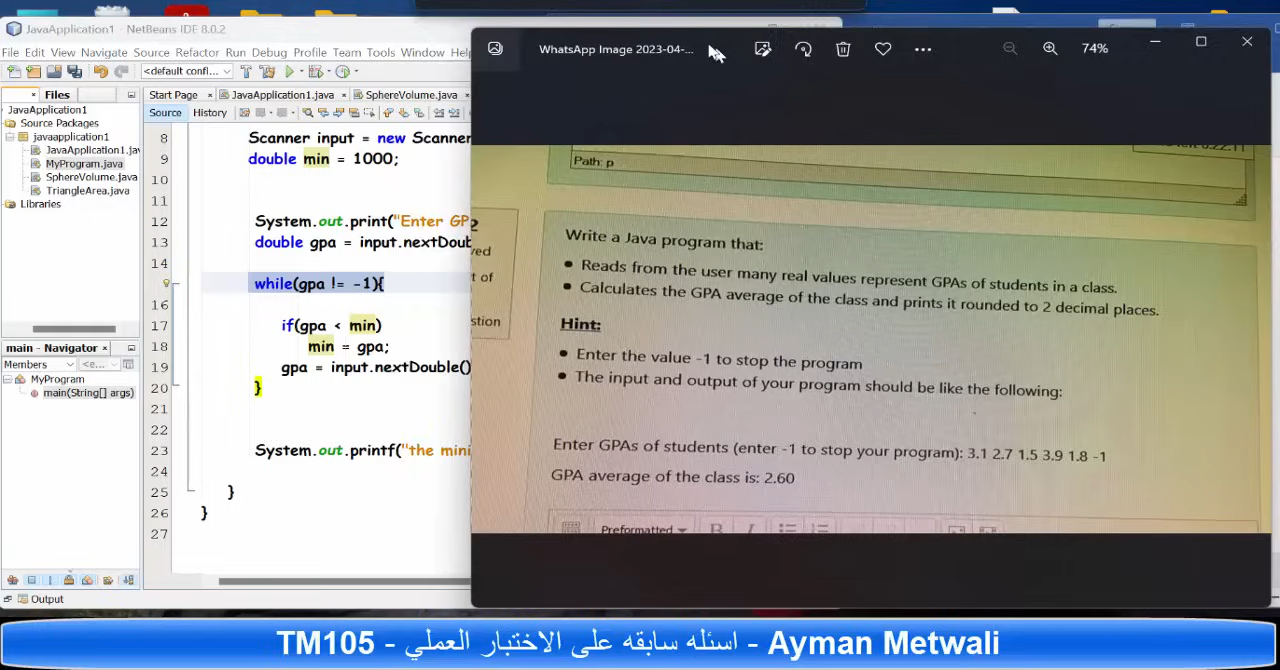 JavaApplication1 - NetBeans IDE 8.0.2
File Edit View Navigate Source Refactor Run Debug Profile Team Tools Window
<default confl...
Files
JavaApplication1
Source Packages
javaapplication1
JavaApplication1.jav
MyProgram.java
SphereVolume.java
TriangleArea.java
Libraries
main - Navigator
Members
<e...
MyProgram
main(String[] args)
Output
Start Page
JavaApplication1.java
SphereVolume.java
Source
History
8 Scanner input = new Scanner
9 double min = 1000;
10
11
12 System.out.print("Enter GP
13 double gpa = input.nextDoub
14
while(gpa != -1){
16
17 if(gpa < min)
18 min = gpa;
19 gpa = input.nextDouble()
20 }
21
22
23 System.out.printf("the mini
24
25 }
26 }
27
WhatsApp Image 2023-04-...
74%
Path: p
2
ved
t of
stion
Write a Java program that:
• Reads from the user many real values represent GPAs of students in a class.
• Calculates the GPA average of the class and prints it rounded to 2 decimal places.
Hint:
• Enter the value -1 to stop the program
• The input and output of your program should be like the following:
Enter GPAs of students (enter -1 to stop your program): 3.1 2.7 1.5 3.9 1.8 -1
GPA average of the class is: 2.60
Preformatted
TM105 - اسئله سابقه على الاختبار العملي - Ayman Metwali